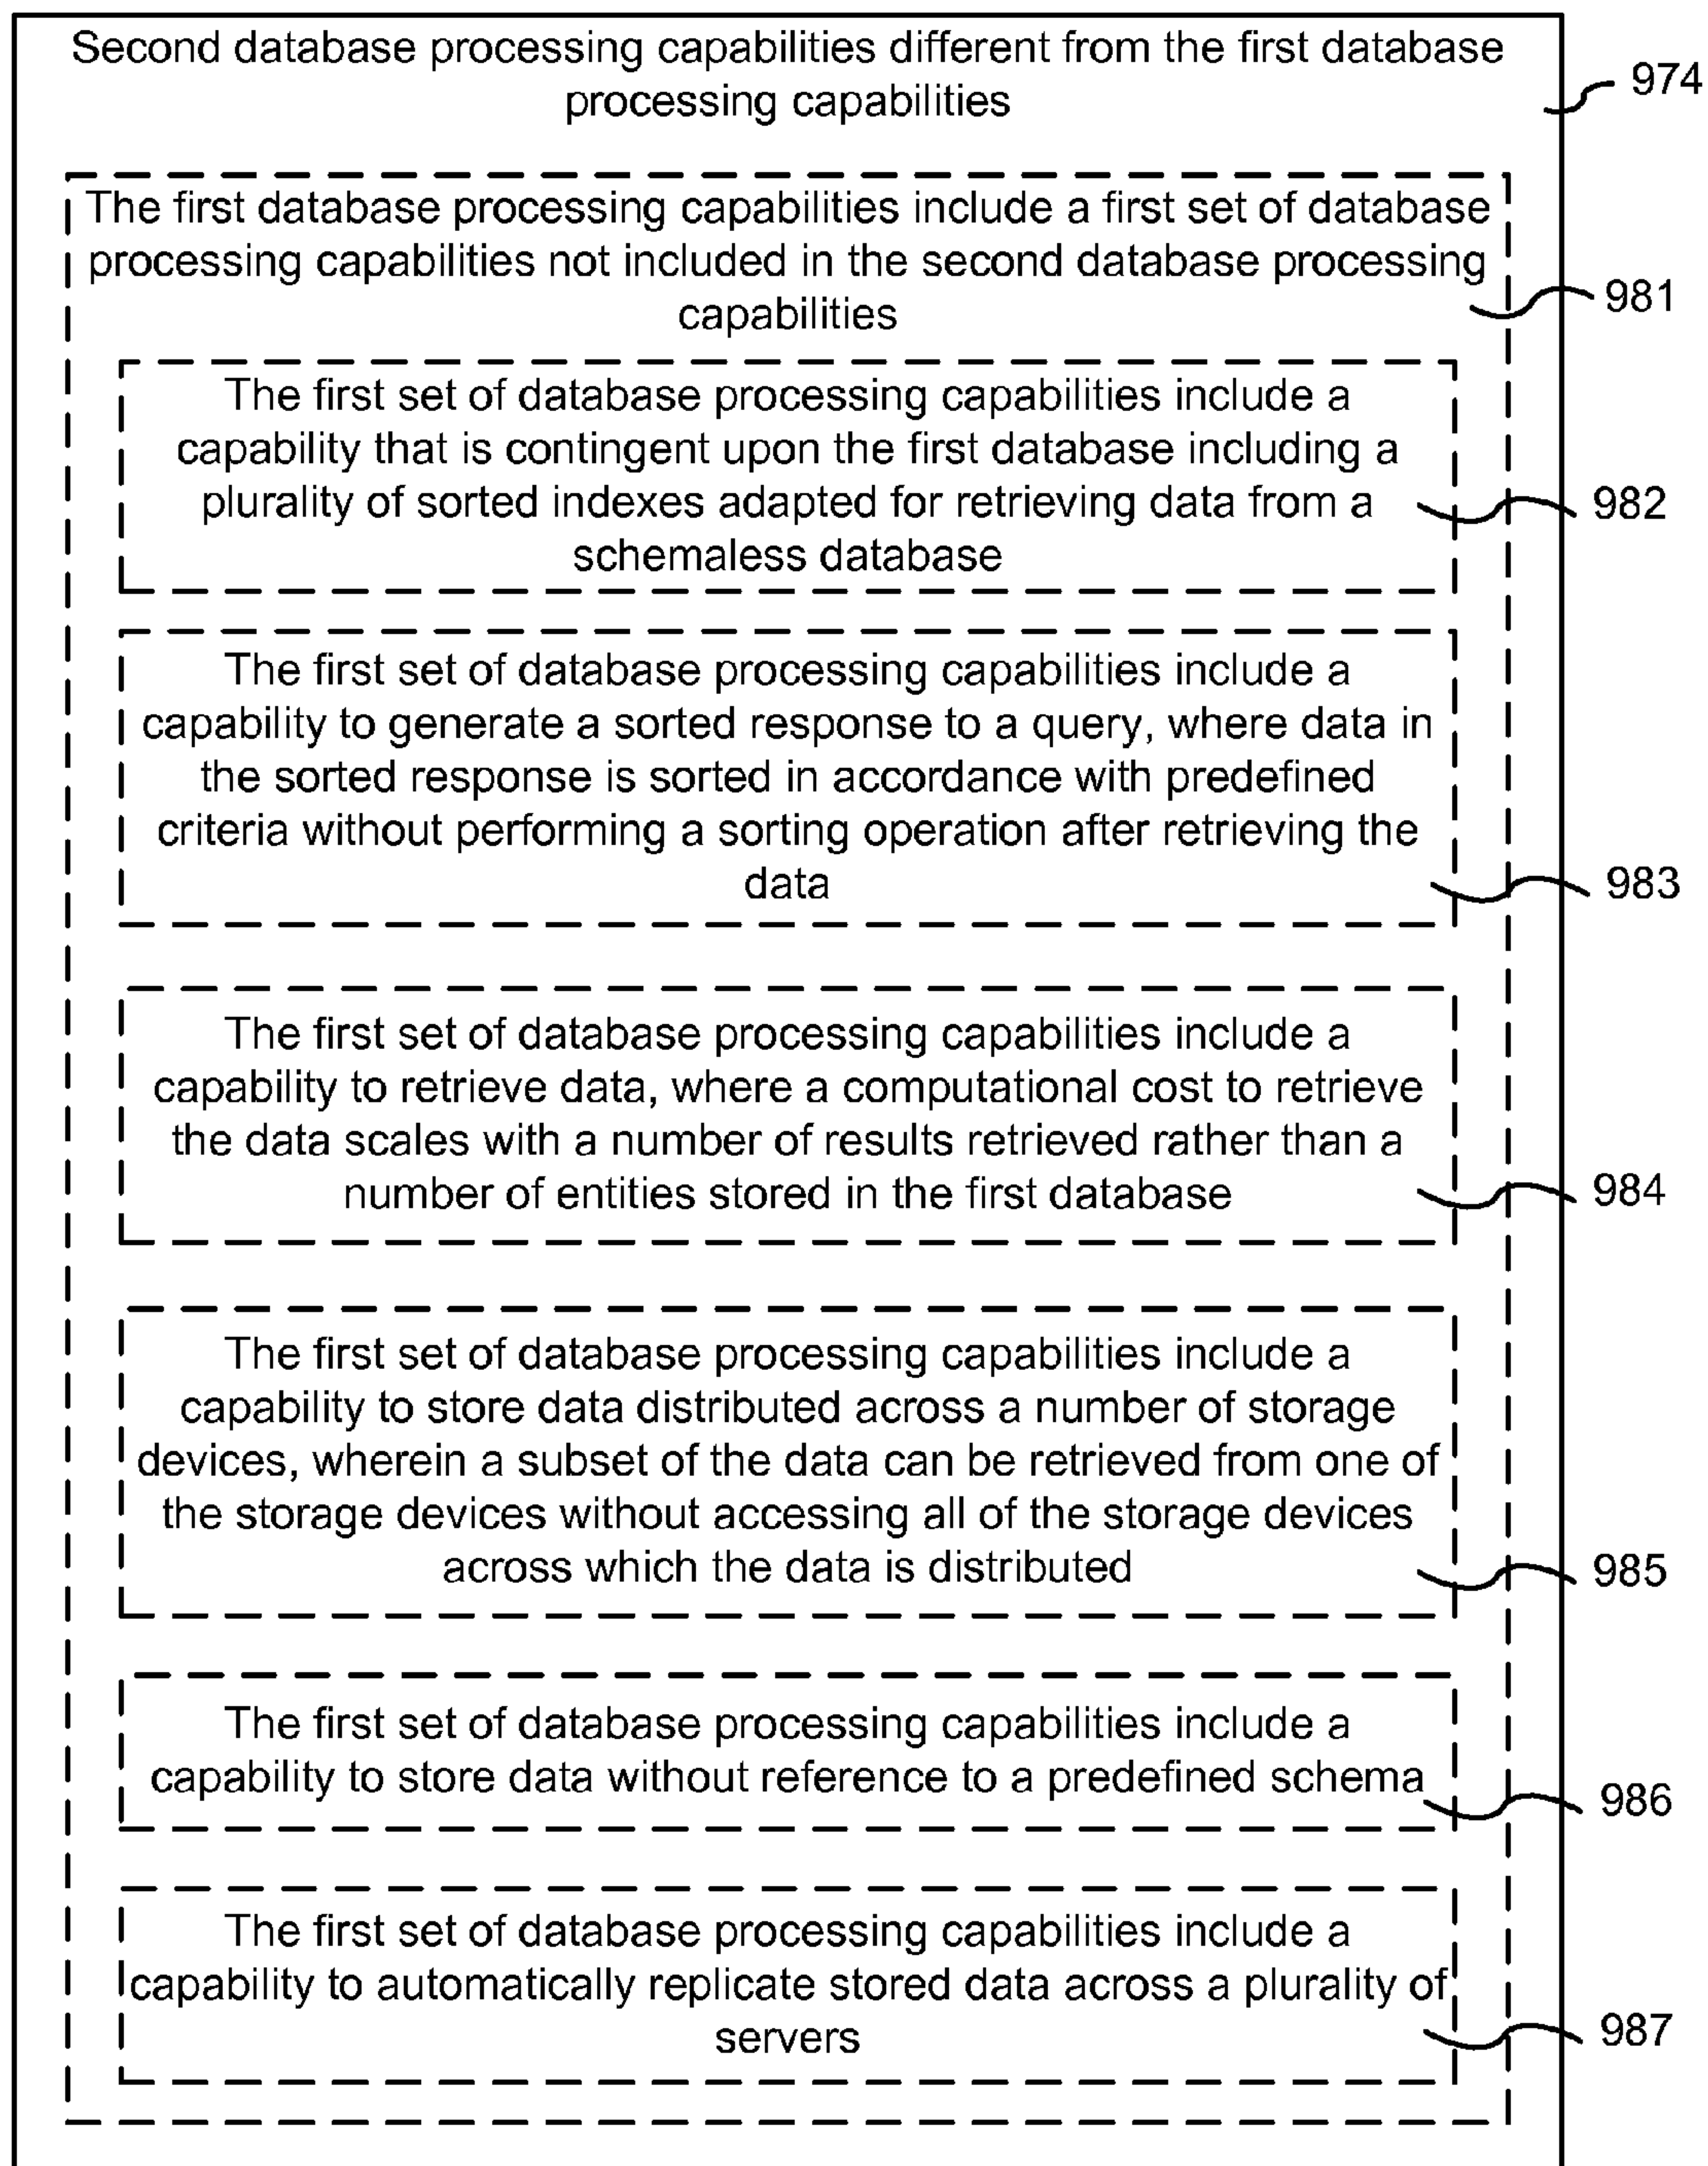 Second database processing capabilities different from the first database
processing capabilities
974
The first database processing capabilities include a first set of database
processing capabilities not included in the second database processing
capabilities
981
The first set of database processing capabilities include a
capability that is contingent upon the first database including a
plurality of sorted indexes adapted for retrieving data from a
schemaless database
982
The first set of database processing capabilities include a
capability to generate a sorted response to a query, where data in
the sorted response is sorted in accordance with predefined
criteria without performing a sorting operation after retrieving the
data
983
The first set of database processing capabilities include a
capability to retrieve data, where a computational cost to retrieve
the data scales with a number of results retrieved rather than a
number of entities stored in the first database
984
The first set of database processing capabilities include a
capability to store data distributed across a number of storage
devices, wherein a subset of the data can be retrieved from one of
the storage devices without accessing all of the storage devices
across which the data is distributed
985
The first set of database processing capabilities include a
capability to store data without reference to a predefined schema
986
The first set of database processing capabilities include a
capability to automatically replicate stored data across a plurality of
servers
987